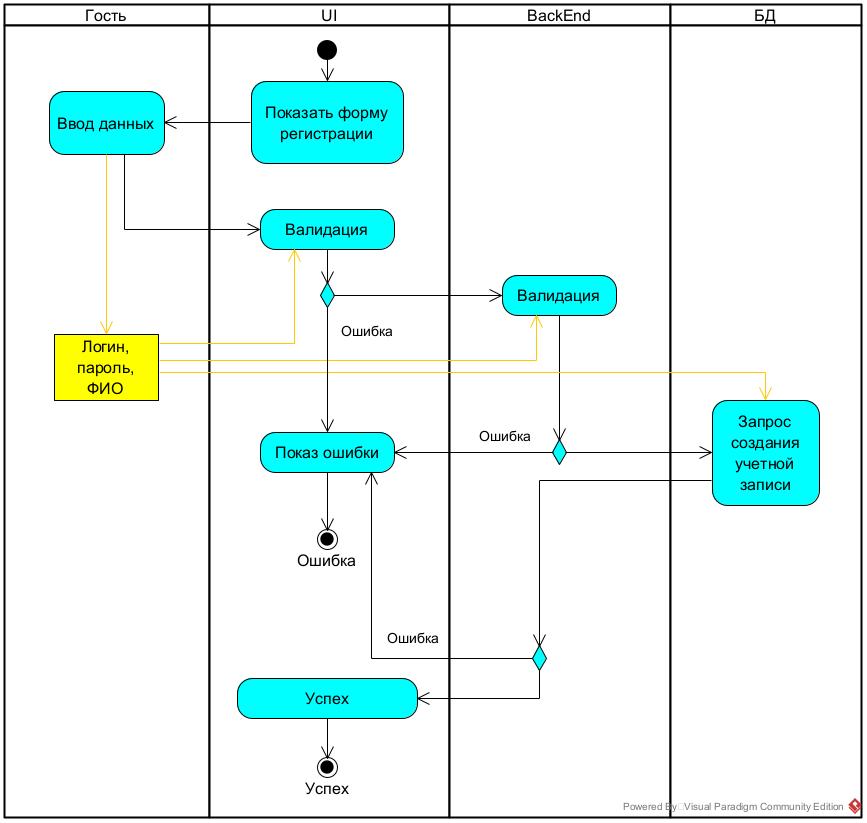 Гость
UI
BackEnd
БД
Показать форму
регистрации
Ввод данных
Валидация
Валидация
Ошибка
Логин,
пароль,
ФИО
Запрос
создания
учетной
записи
Ошибка
Показ ошибки
Ошибка
Ошибка
Успех
Успех
Powered By Visual Paradigm Community Edition